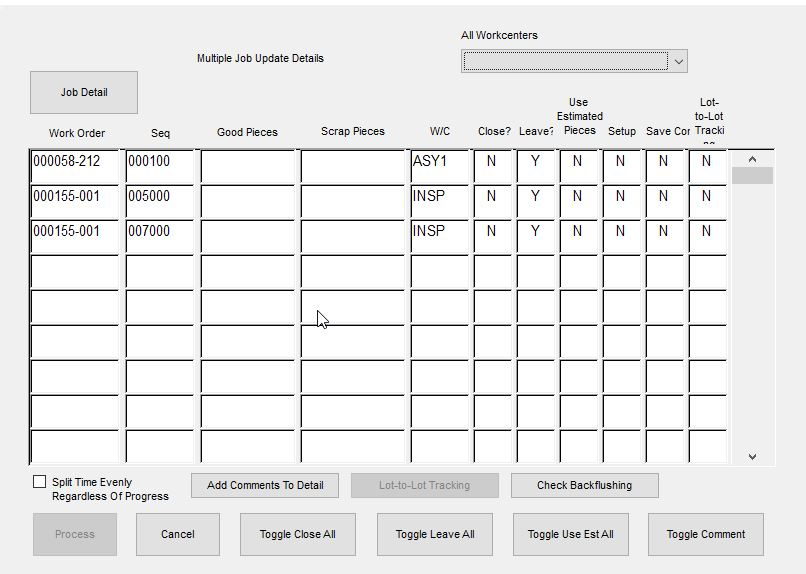 All Workcenters
Multiple Job Update Details
Job Detail
Work Order Seq Good Pieces Scrap Pieces W/C Close? Leave? Use Estimated Pieces Setup Save Cor Lot-to-Lot Tracki
000058-212 000100 ASY1 N Y N N N N
000155-001 005000 INSP N Y N N N N
000155-001 007000 INSP N Y N N N N
Split Time Evenly
Regardless Of Progress
Add Comments To Detail Lot-to-Lot Tracking Check Backflushing
Process Cancel Toggle Close All Toggle Leave All Toggle Use Est All Toggle Comment